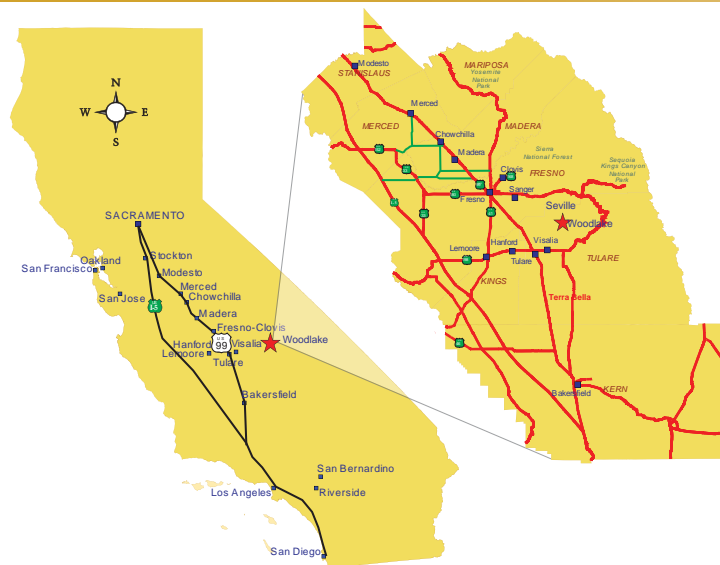 N
W E
S
SACRAMENTO
Stockton
Oakland
San Francisco
Modesto
San Jose
Merced
Chowchilla
I-5
Madera
Fresno-Clovis
US
99
Hanford
Visalia
Woodlake
Lemoore
Tulare
Bakersfield
San Bernardino
Los Angeles
Riverside
San Diego
Modesto
STANISLAUS
MARIPOSA
Yosemite
National
Park
Merced
MERCED
MADERA
Chowchilla
Madera
Sierra
National Forest
Sequoia
Kings Canyon
National
Park
Clovis
FRESNO
Sanger
Fresno
Seville
Woodlake
Lemoore
Hanford
Visalia
Tulare
TULARE
KINGS
Terra Bella
Bakersfield
KERN